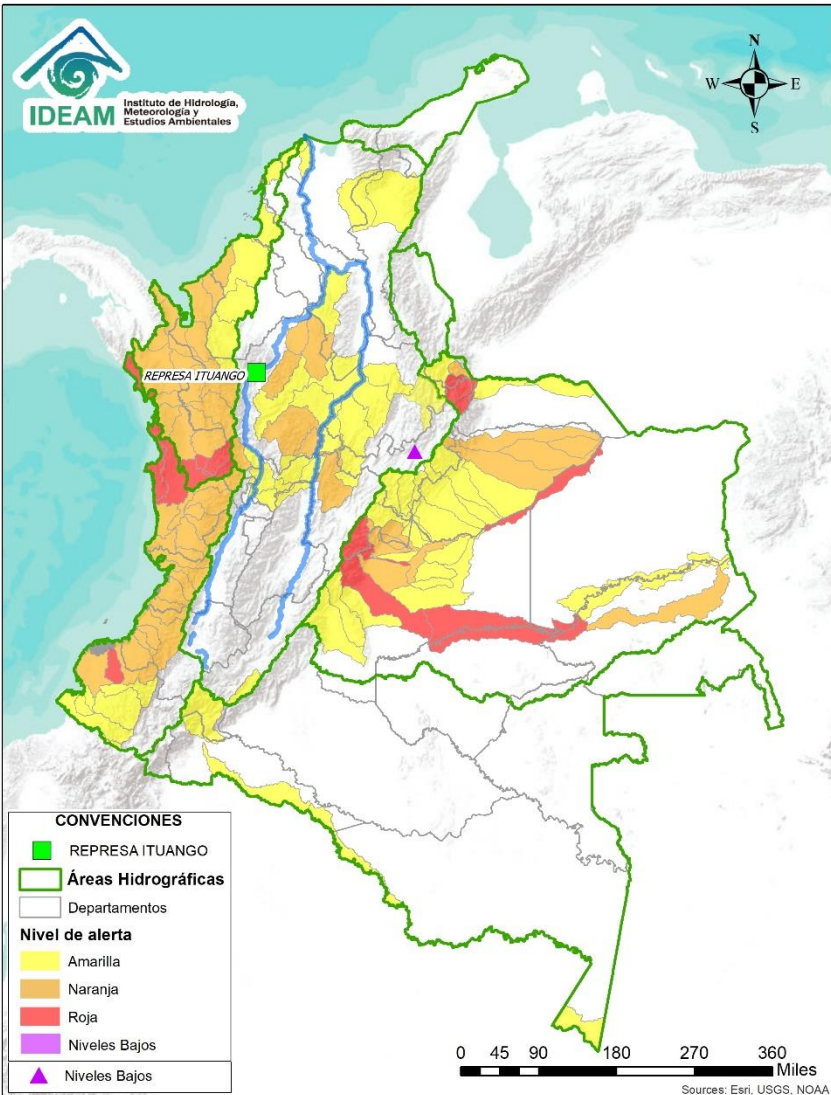 IDEAM
Instituto de Hidrología,
Meteorología y
Estudios Ambientales
N
W
E
S
REPRESA ITUANGO
CONVENCIONES
REPRESA ITUANGO
Áreas Hidrográficas
Departamentos
Nivel de alerta
Amarilla
Naranja
Roja
Niveles Bajos
Niveles Bajos
0 45 90 180 270 360
Miles
Sources: Esri, USGS, NOAA